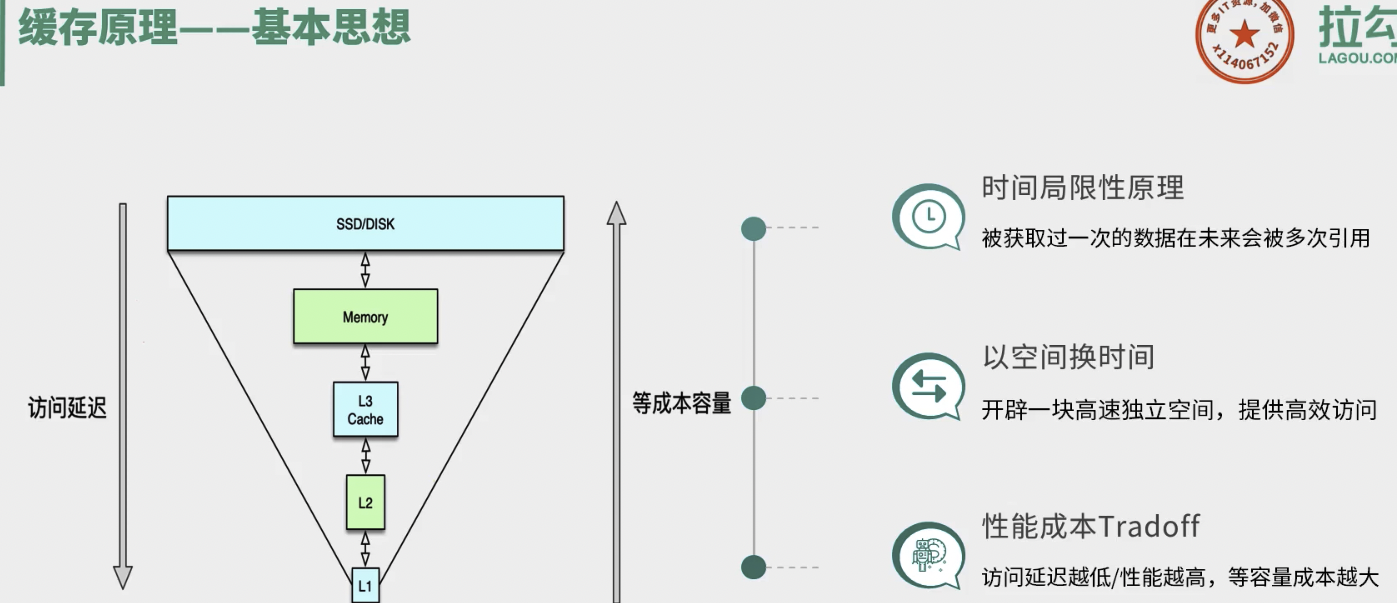 缓存原理——基本思想
更多IT资源,加微信
x114067152
拉勾
LAGOU.CO
SSD/DISK
Memory
L3
Cache
L2
L1
访问延迟
等成本容量
时间局限性原理
被获取过一次的数据在未来会被多次引用
以空间换时间
开辟一块高速独立空间，提供高效访问
性能成本Tradoff
访问延迟越低/性能越高，等容量成本越大